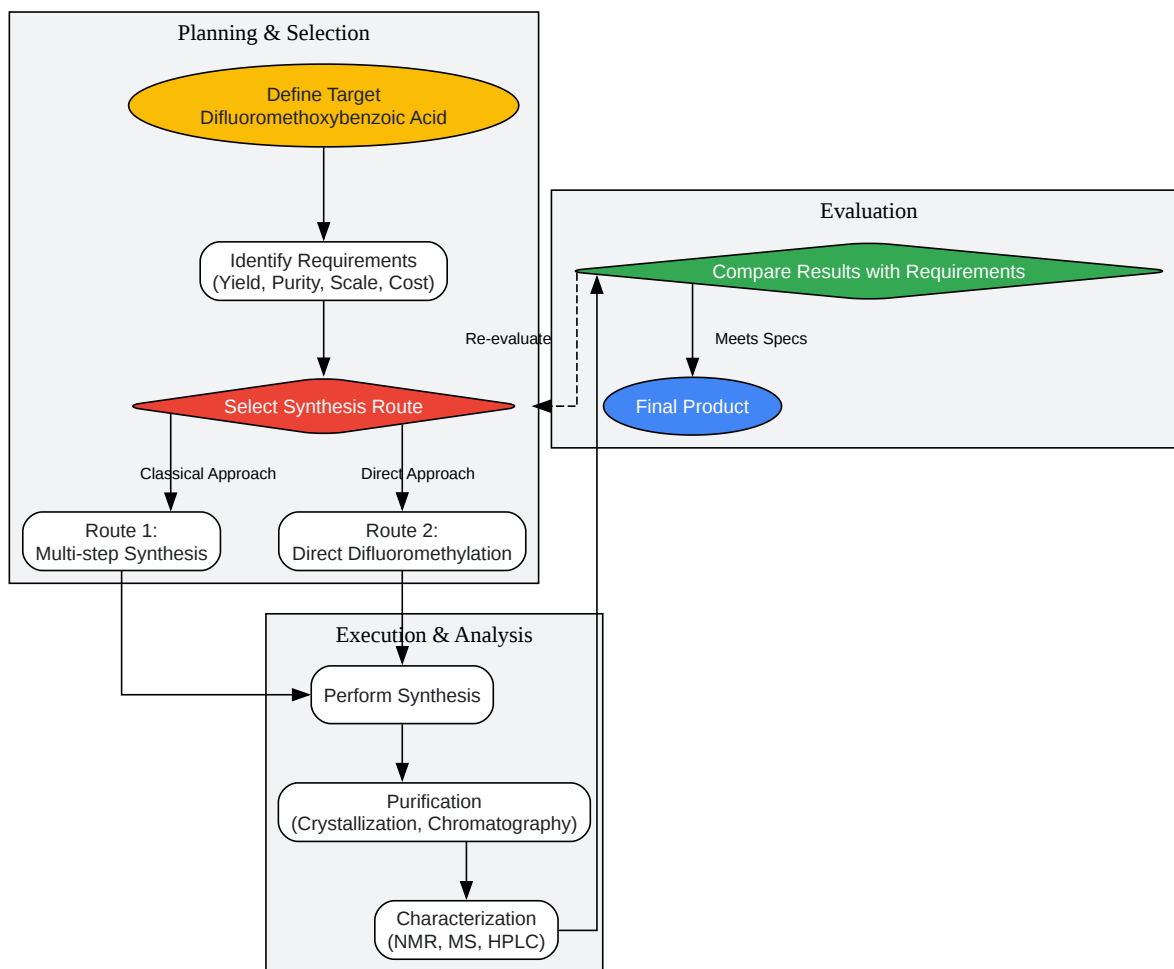 Planning & Selection
Define Target
Difluoromethoxybenzoic Acid
Identify Requirements
(Yield, Purity, Scale, Cost)
Select Synthesis Route
Classical Approach
Direct Approach
Route 1:
Multi-step Synthesis
Route 2:
Direct Difluoromethylation
Evaluation
Compare Results with Requirements
Re-evaluate
Meets Specs
Final Product
Execution & Analysis
Perform Synthesis
Purification
(Crystallization, Chromatography)
Characterization
(NMR, MS, HPLC)